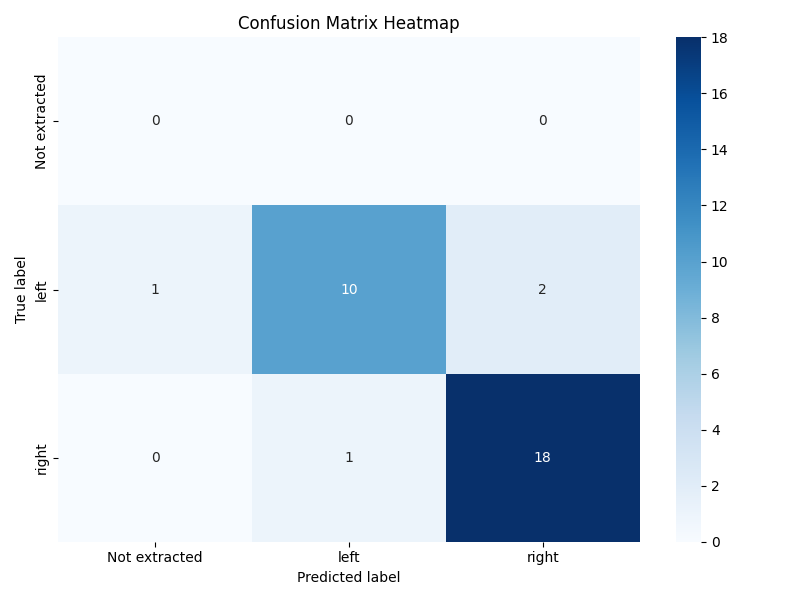 Confusion Matrix Heatmap
True label
Not extracted
0 0 0
left
1 10 2
right
0 1 18
Not extracted left right
Predicted label
18
16
14
12
10
8
6
4
2
0